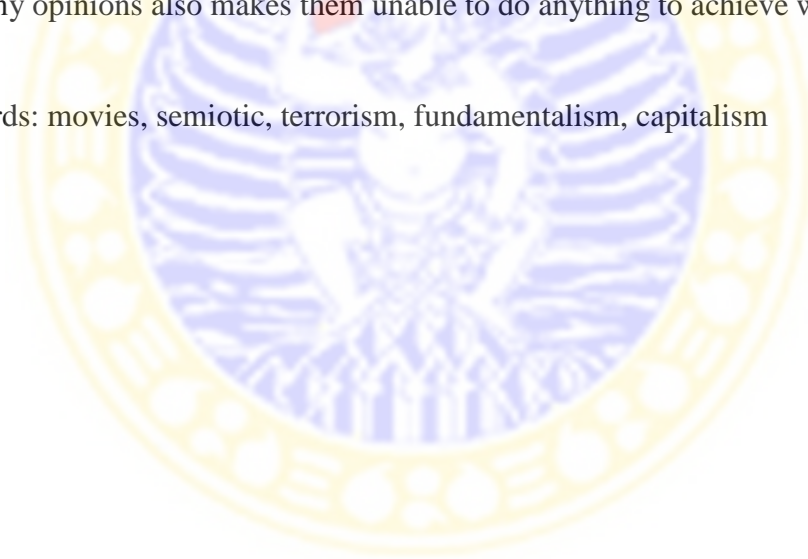 ny opinions also makes them unable to do anything to achieve v
rds: movies, semiotic, terrorism, fundamentalism, capitalism